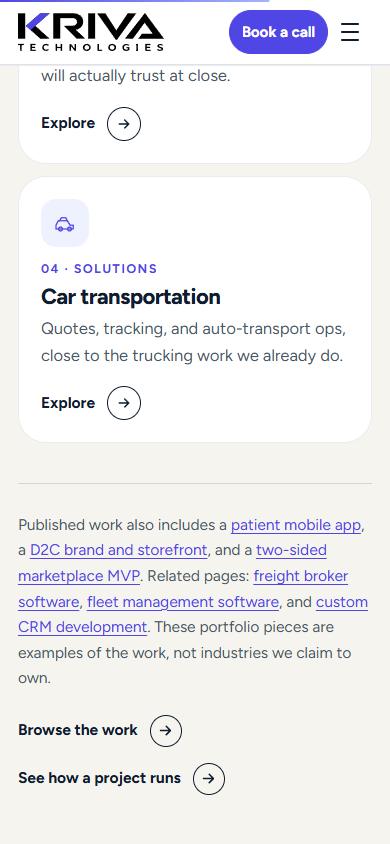 KRIVA
TECHNOLOGIES
Book a call
will actually trust at close.
Explore
04 · SOLUTIONS
Car transportation
Quotes, tracking, and auto-transport ops,
close to the trucking work we already do.
Explore
Published work also includes a patient mobile app,
a D2C brand and storefront, and a two-sided
marketplace MVP. Related pages: freight broker
software, fleet management software, and custom
CRM development. These portfolio pieces are
examples of the work, not industries we claim to
own.
Browse the work
See how a project runs